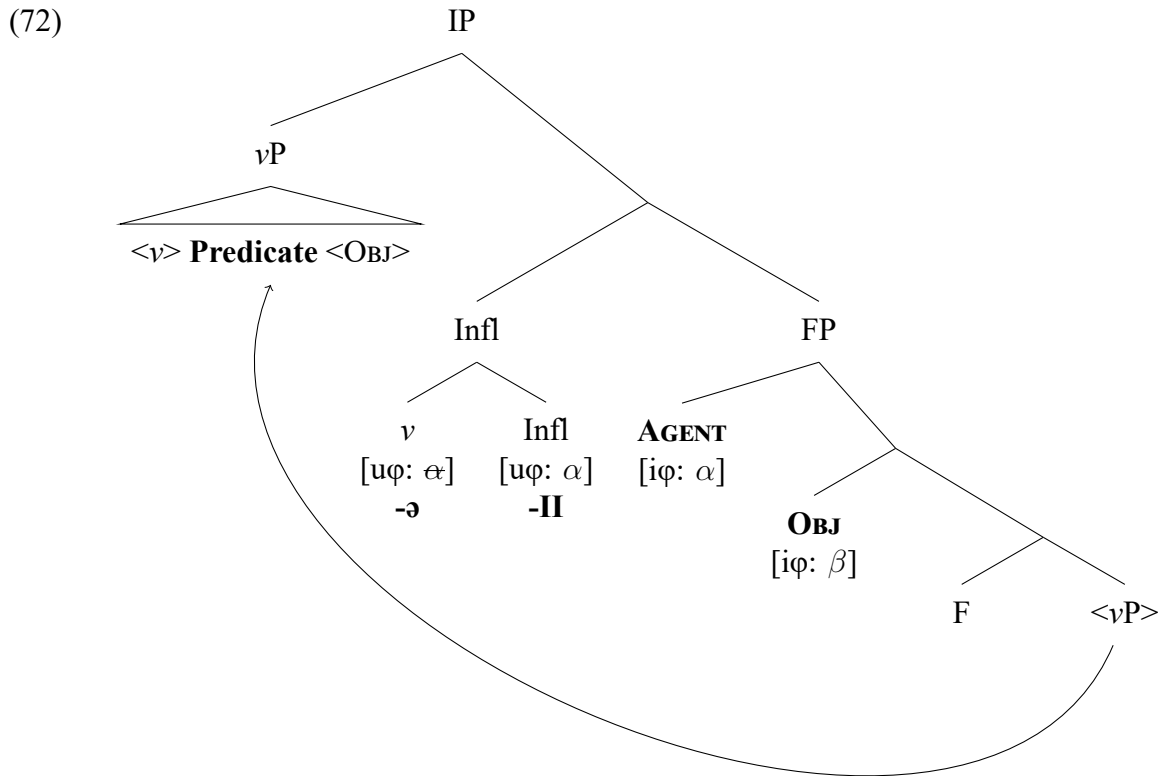 (72) IP
vP
<v> Predicate <OBJ>
Infl FP
v Infl AGENT
[uφ: α] [uφ: α] [iφ: α]
-ə -II OBJ
[iφ: β]
F <vP>